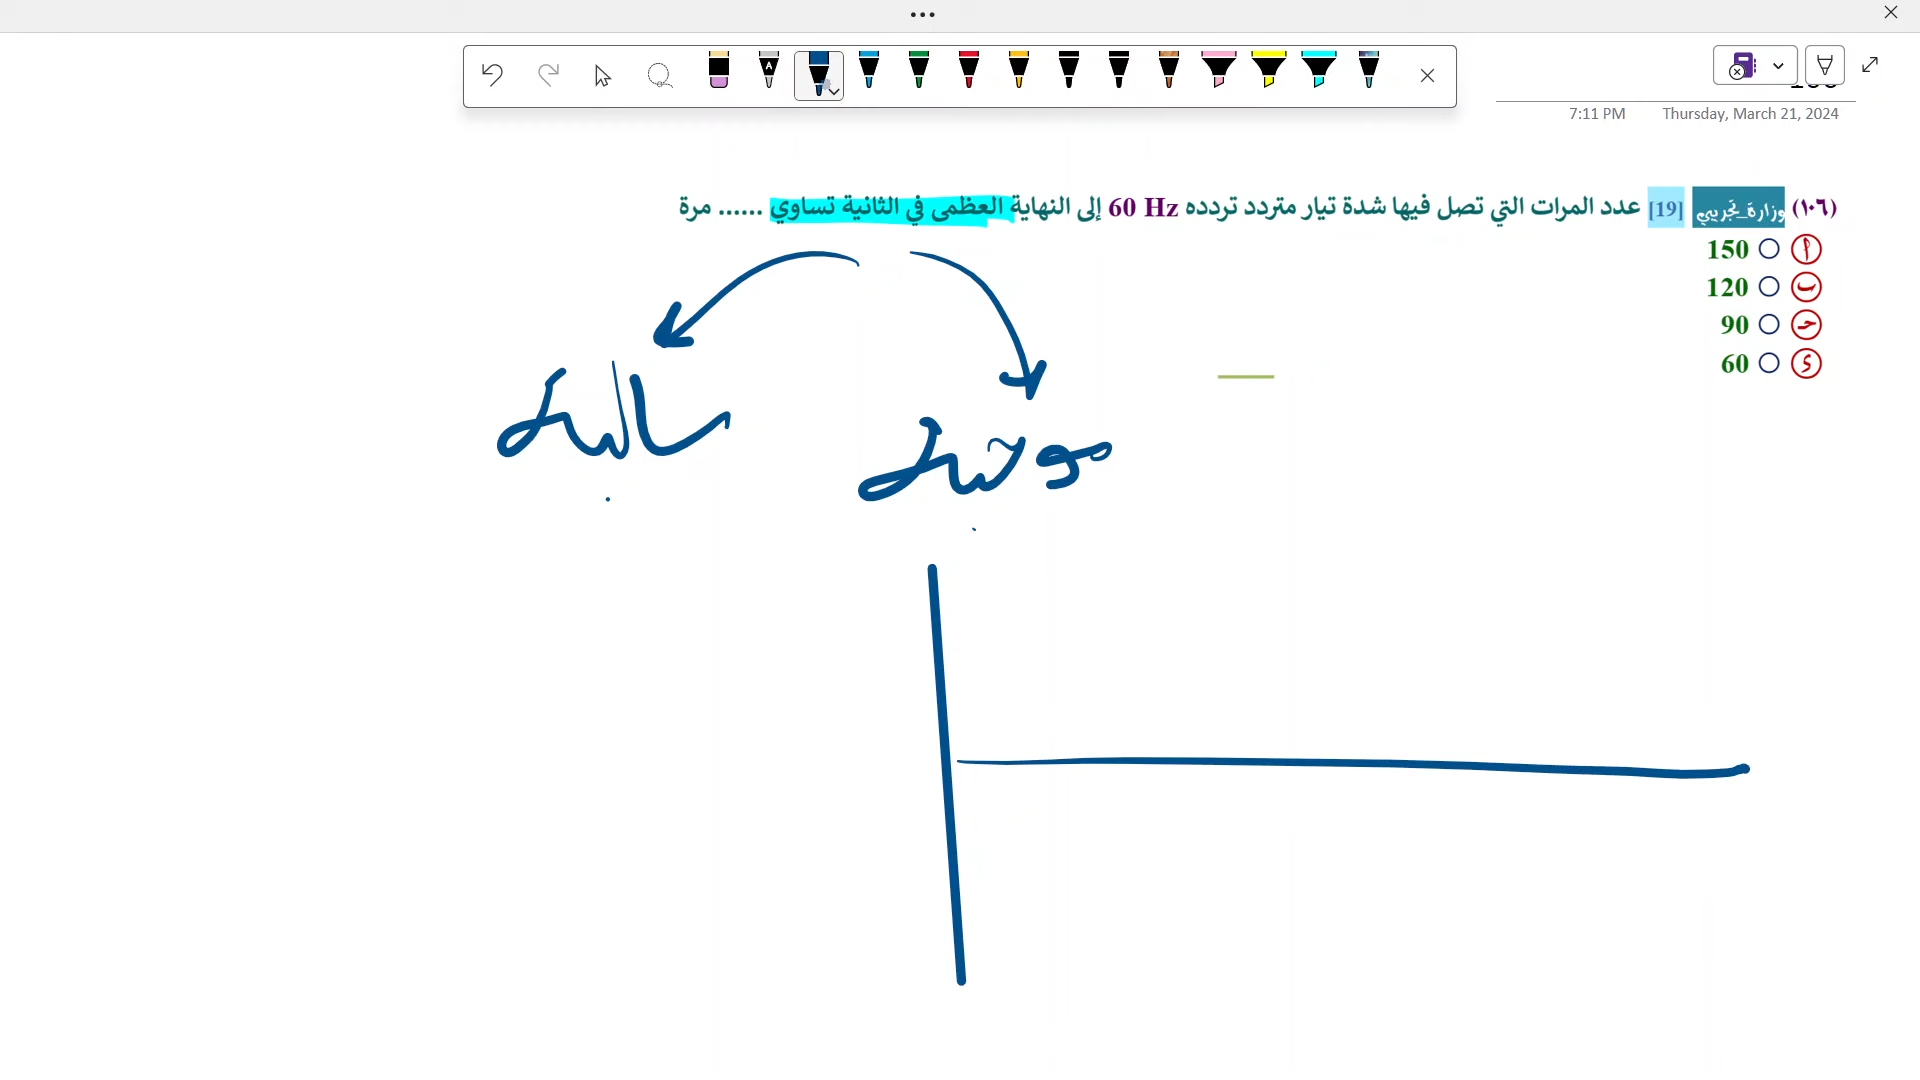 7:11 PM Thursday, March 21, 2024
(١٠٦) وزارة_تجريبي [19] عدد المرات التي تصل فيها شدة تيار متردد تردده 60 Hz إلى النهاية العظمى في الثانية تساوي ...... مرة
أ 150
ب 120
حـ 90
د 60
موجبة
سالبة